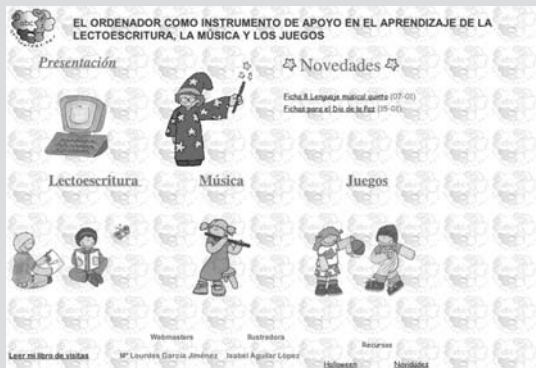 EL ORDENADOR COMO INSTRUMENTO DE APOYO EN EL APRENDIZAJE DE LA
LECTOESCRITURA, LA MÚSICA Y LOS JUEGOS
Presentación
Novedades
Ficha 8 Lenguaje musical quinto (07-01)
Fichas para el Día de la Paz (15-01)
Lectoescritura
Música
Juegos
Webmasters
Ilustradora
Recursos
Leer mi libro de visitas
Mª Lourdes García Jiménez
Isabel Aguilar López
Halloween
Navidades